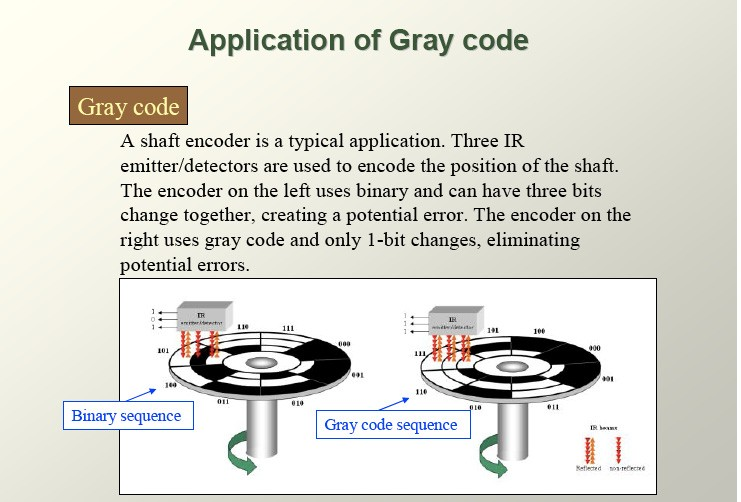 Application of Gray code
Gray code
A shaft encoder is a typical application. Three IR
emitter/detectors are used to encode the position of the shaft.
The encoder on the left uses binary and can have three bits
change together, creating a potential error. The encoder on the
right uses gray code and only 1-bit changes, eliminating
potential errors.
1
0
1
IR
emitter/detector
110
111
000
001
010
011
100
101
Binary sequence
1
1
1
IR
emitter/detector
101
100
000
001
011
010
110
111
Gray code sequence
IR beams
Reflected non-reflected